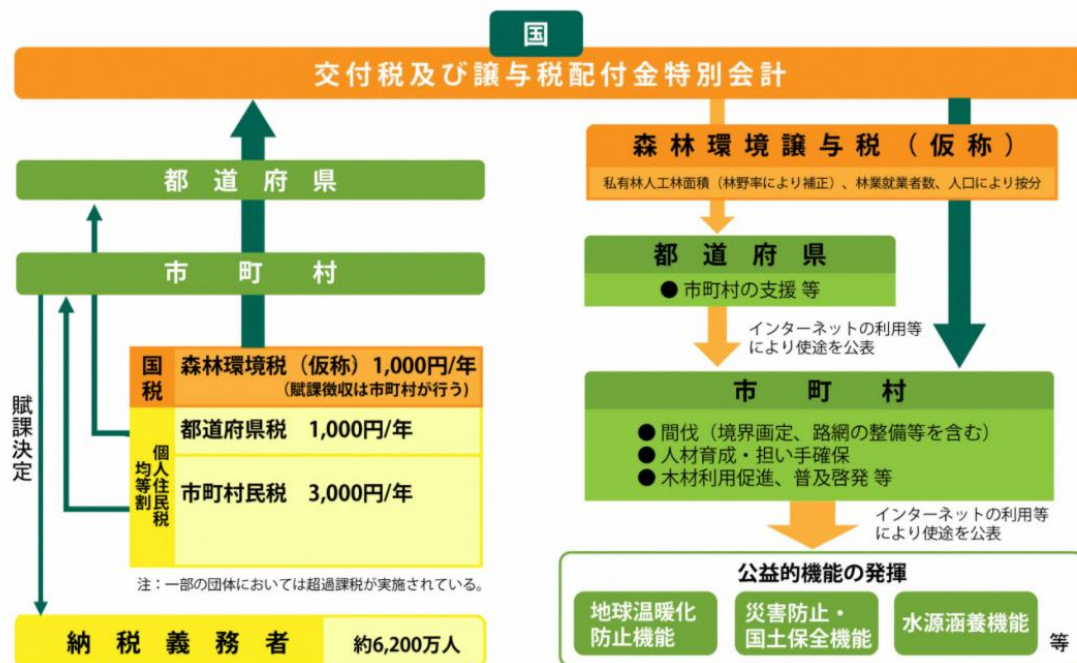 国
交付税及び譲与税配付金特別会計
都道府県
市町村
国税
森林環境税（仮称）1,000円/年
（賦課徴収は市町村が行う）
個人住民税
均等割
都道府県税 1,000円/年
市町村民税 3,000円/年
賦課決定
注：一部の団体においては超過課税が実施されている。
納税義務者
約6,200万人
森林環境譲与税（仮称）
私有林人工林面積（林野率により補正）、林業就業者数、人口により按分
都道府県
● 市町村の支援 等
インターネットの利用等
により使途を公表
市町村
● 間伐（境界画定、路網の整備等を含む）
● 人材育成・担い手確保
● 木材利用促進、普及啓発 等
インターネットの利用等
により使途を公表
公益的機能の発揮
地球温暖化
防止機能
災害防止・
国土保全機能
水源涵養機能
等